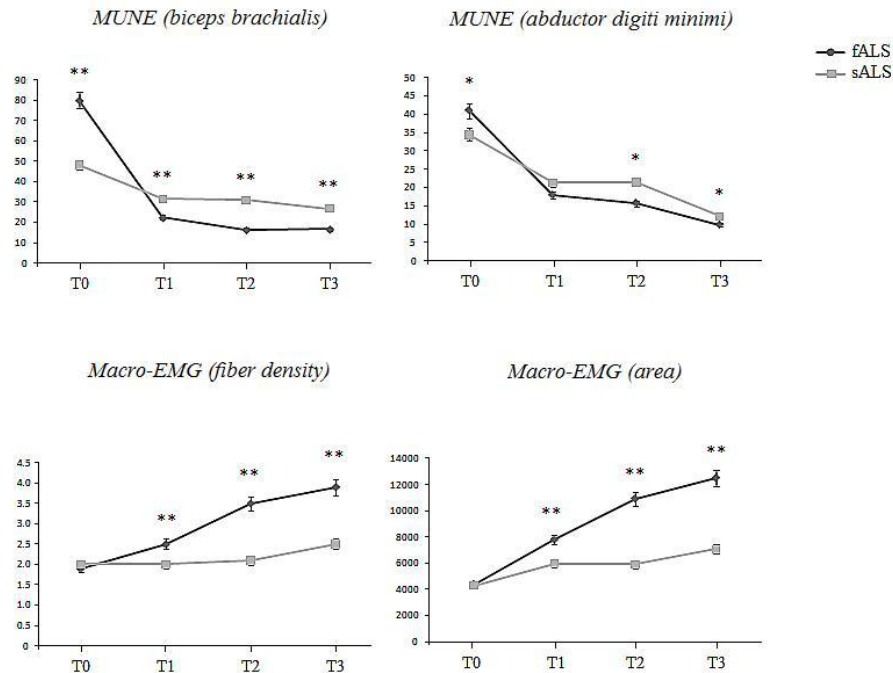 MUNE (biceps brachialis)
MUNE (abductor digiti minimi)
fALS
sALS
90
80
70
60
50
40
30
20
10
0
**
**
**
**
T0
T1
T2
T3
50
45
40
35
30
25
20
15
10
5
0
*
*
*
T0
T1
T2
T3
Macro-EMG (fiber density)
Macro-EMG (area)
4.5
4.0
3.5
3.0
2.5
2.0
1.5
1.0
0.5
0
**
**
**
T0
T1
T2
T3
14000
12000
10000
8000
6000
4000
2000
0
**
**
**
T0
T1
T2
T3